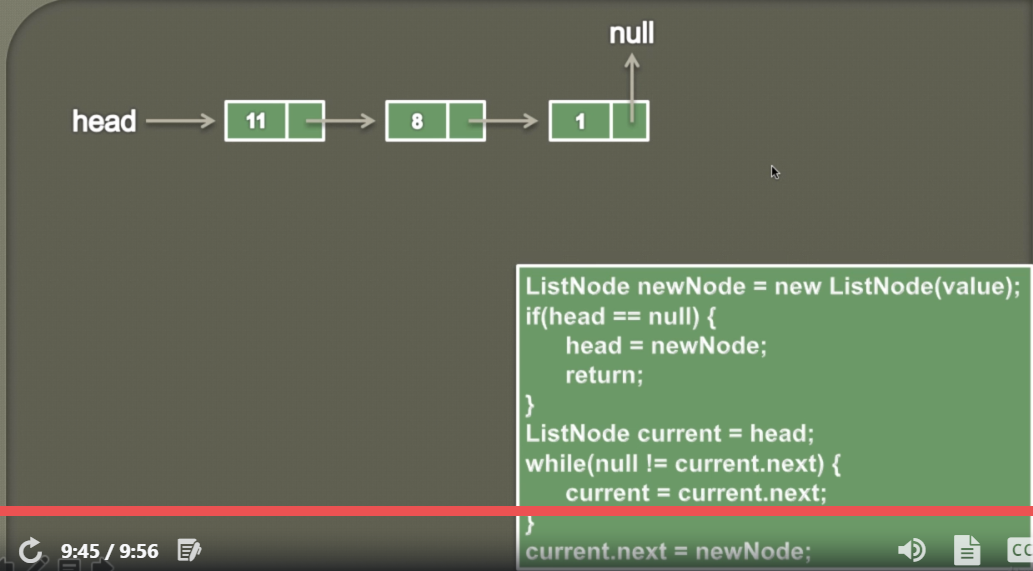 null
head 11 8 1
ListNode newNode = new ListNode(value);
if(head == null) {
head = newNode;
return;
}
ListNode current = head;
while(null != current.next) {
current = current.next;
}
current.next = newNode;
9:45 / 9:56
CC